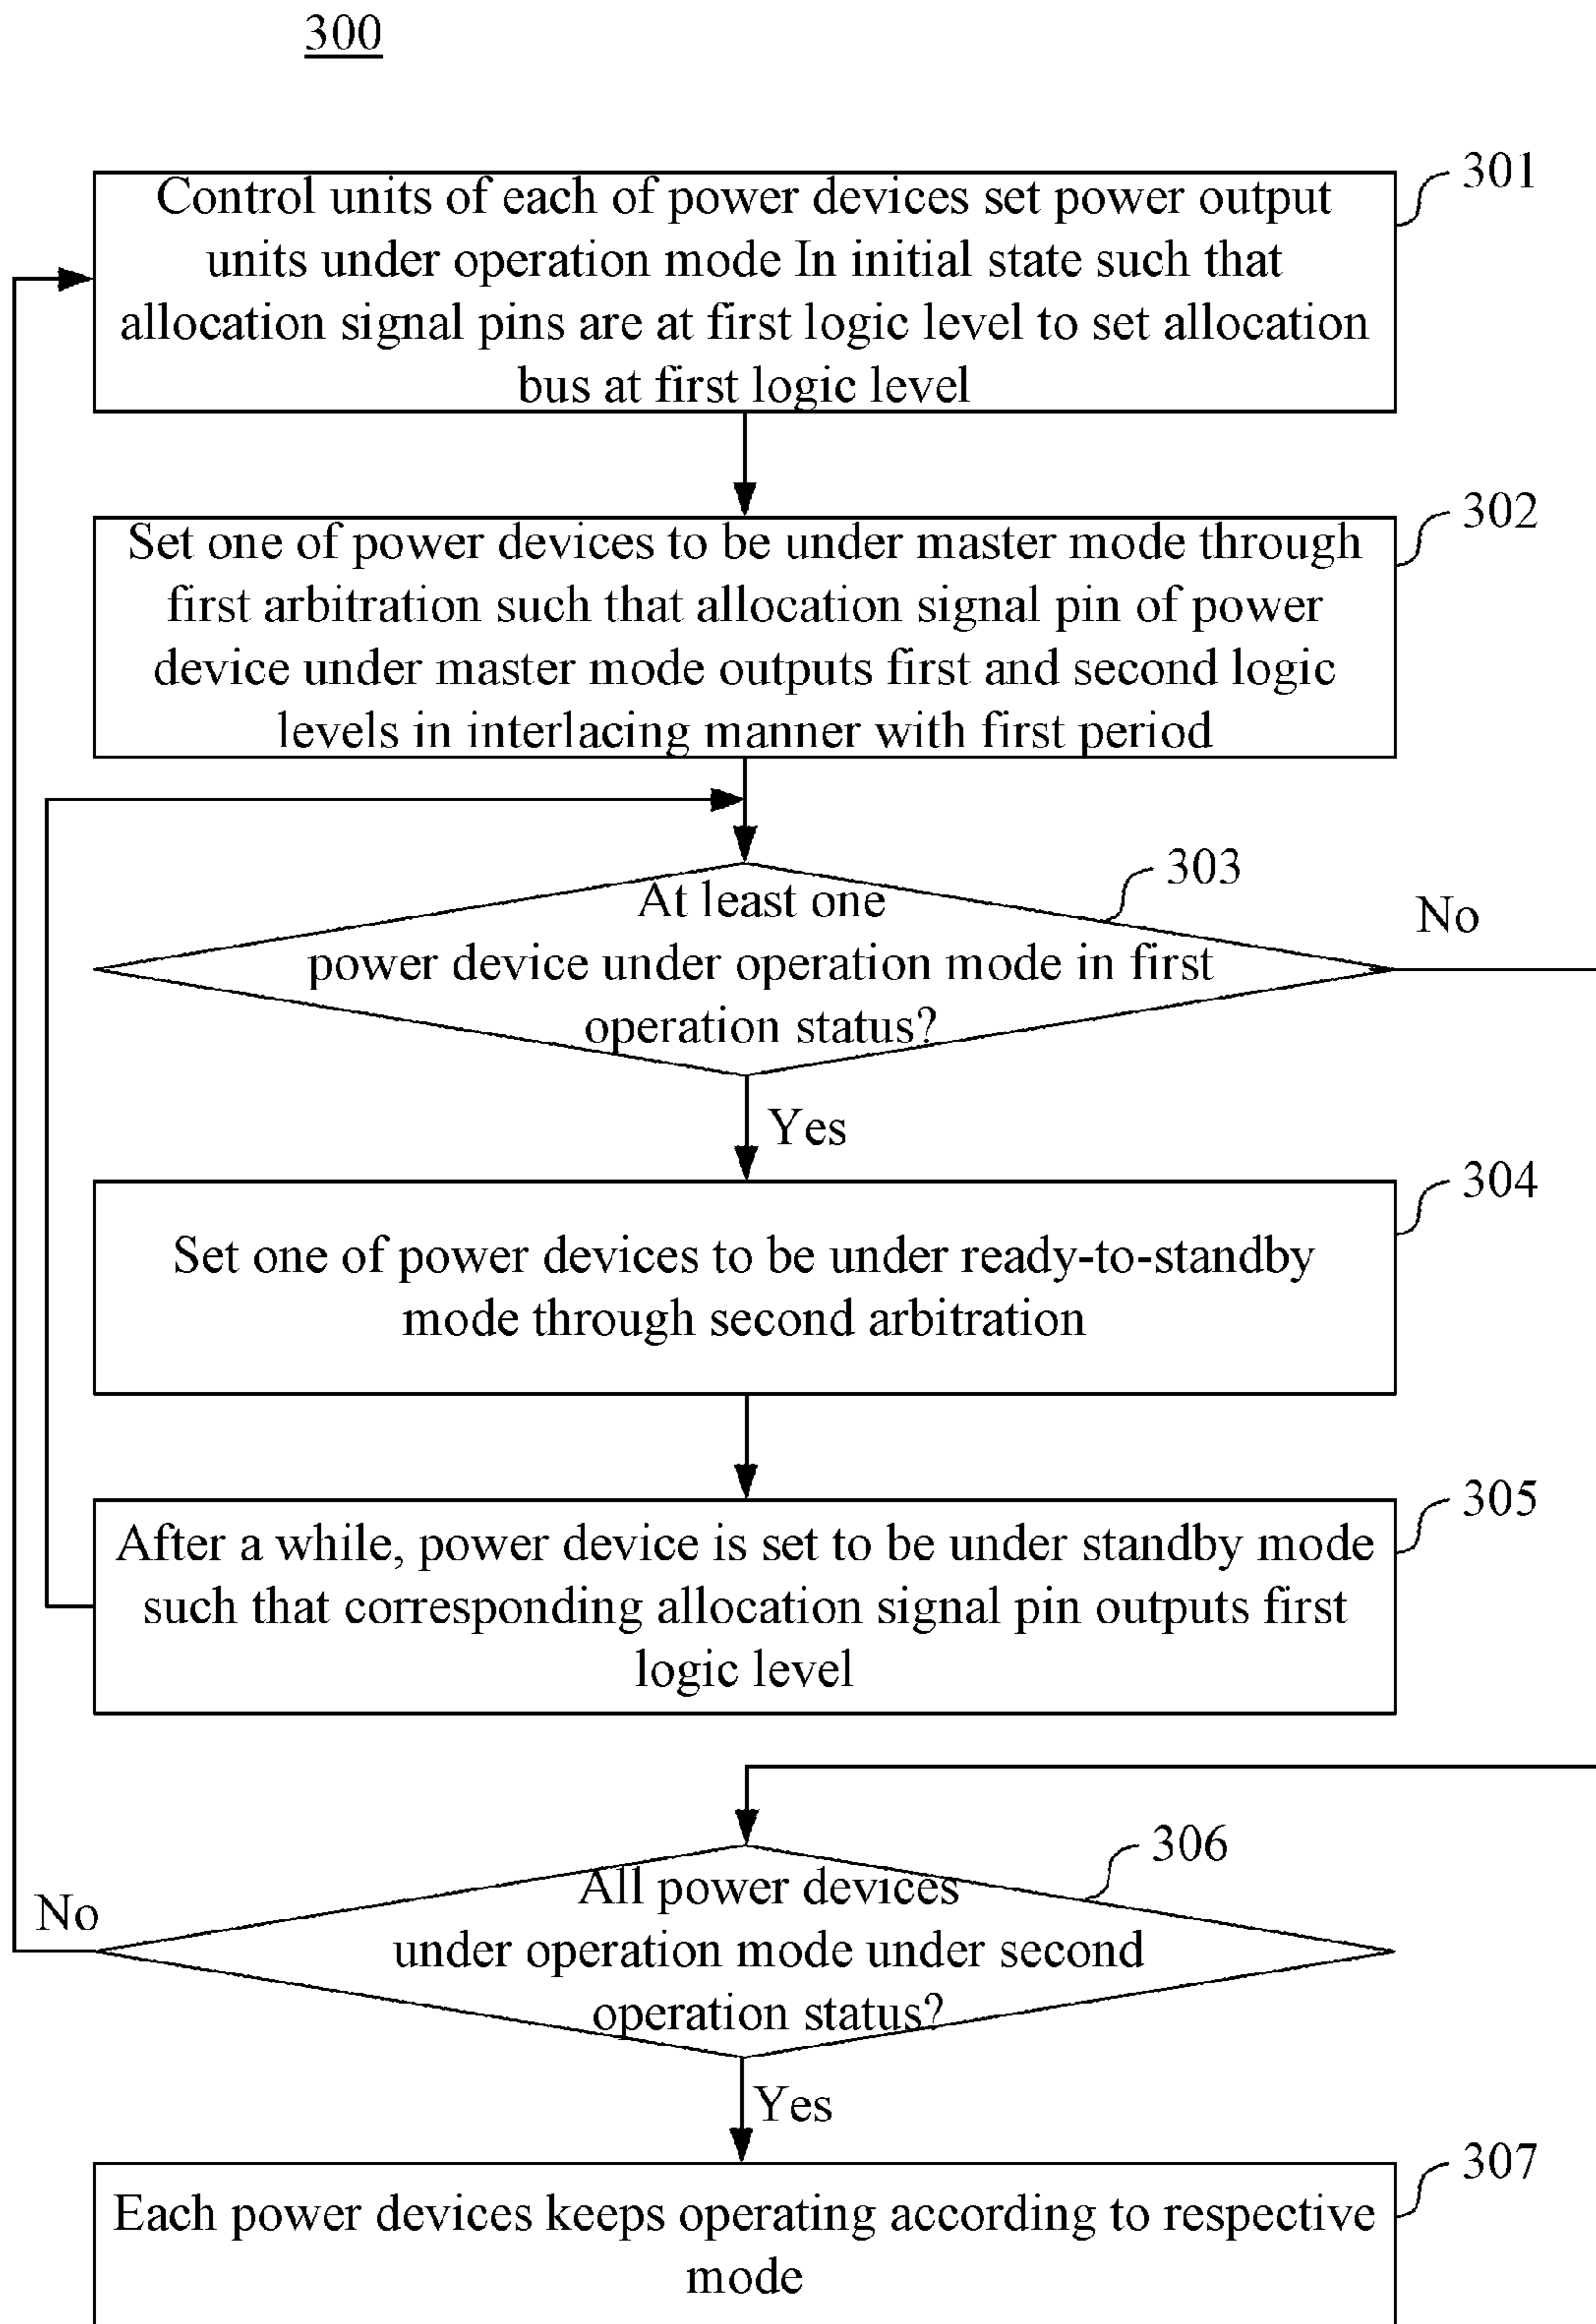 300
301
Control units of each of power devices set power output
units under operation mode In initial state such that
allocation signal pins are at first logic level to set allocation
bus at first logic level
302
Set one of power devices to be under master mode through
first arbitration such that allocation signal pin of power
device under master mode outputs first and second logic
levels in interlacing manner with first period
303
At least one
power device under operation mode in first
operation status?
No
Yes
304
Set one of power devices to be under ready-to-standby
mode through second arbitration
305
After a while, power device is set to be under standby mode
such that corresponding allocation signal pin outputs first
logic level
306
All power devices
under operation mode under second
operation status?
No
Yes
307
Each power devices keeps operating according to respective
mode